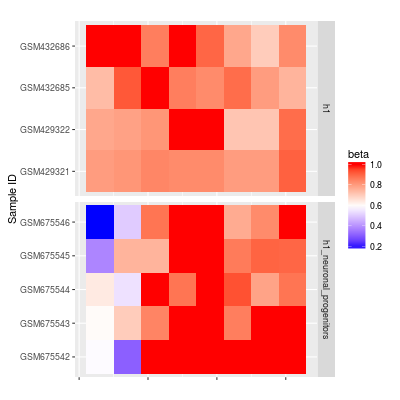 GSM432686
GSM432685
GSM429322
GSM429321
h1
GSM675546
GSM675545
GSM675544
GSM675543
GSM675542
h1_neuronal_progenitors
Sample ID
beta
1.0
0.8
0.6
0.4
0.2